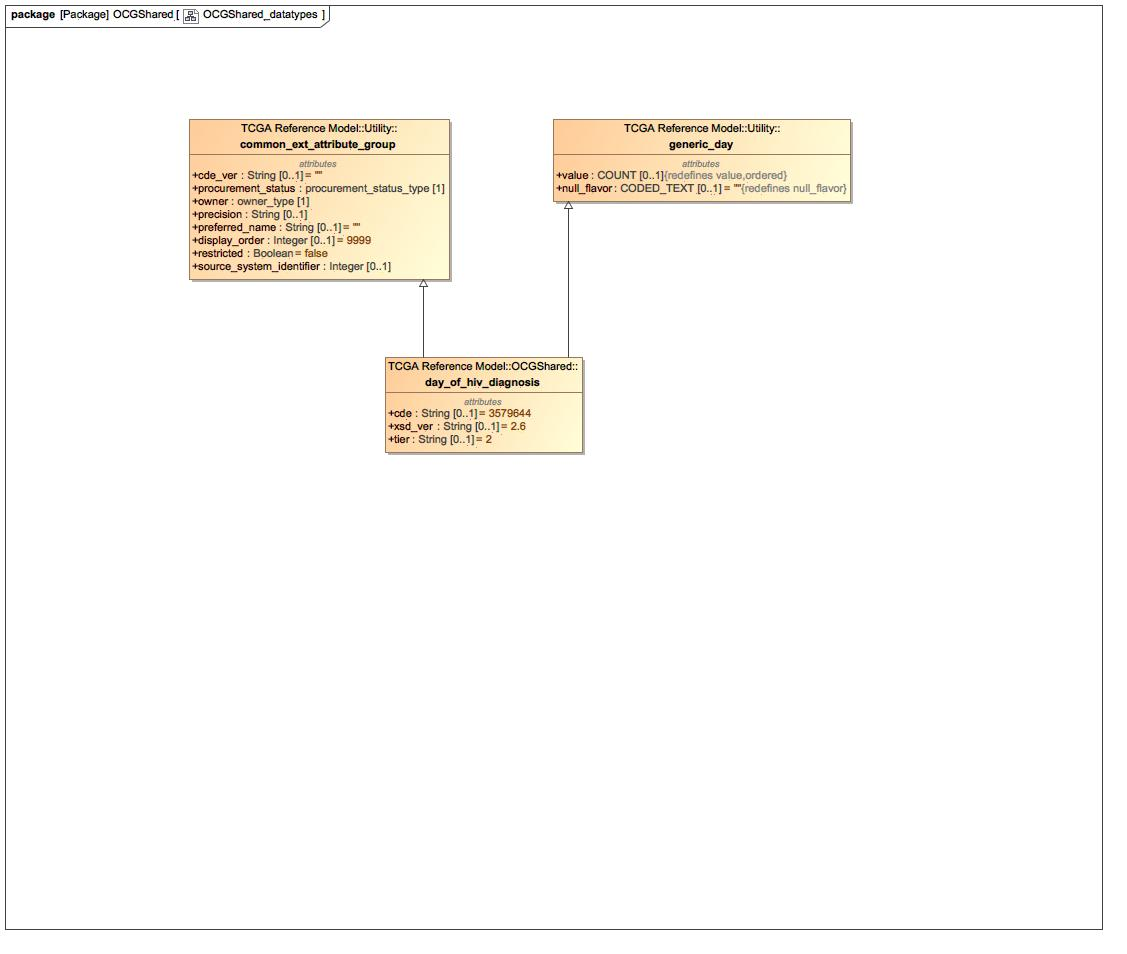 package [Package] OCGShared [ OCGShared_datatypes ]
TCGA Reference Model::Utility::
common_ext_attribute_group
attributes
+cde_ver : String [0..1] = ""
+procurement_status : procurement_status_type [1]
+owner : owner_type [1]
+precision : String [0..1]
+preferred_name : String [0..1] = ""
+display_order : Integer [0..1] = 9999
+restricted : Boolean = false
+source_system_identifier : Integer [0..1]
TCGA Reference Model::Utility::
generic_day
attributes
+value : COUNT [0..1]{redefines value,ordered}
+null_flavor : CODED_TEXT [0..1] = ""{redefines null_flavor}
TCGA Reference Model::OCGShared::
day_of_hiv_diagnosis
attributes
+cde : String [0..1] = 3579644
+xsd_ver : String [0..1] = 2.6
+tier : String [0..1] = 2